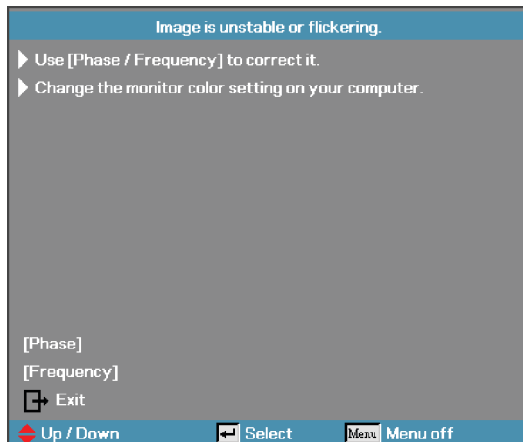 Image is unstable or flickering.
Use [Phase / Frequency] to correct it.
Change the monitor color setting on your computer.
[Phase]
[Frequency]
Exit
Up / Down Select Menu Menu off